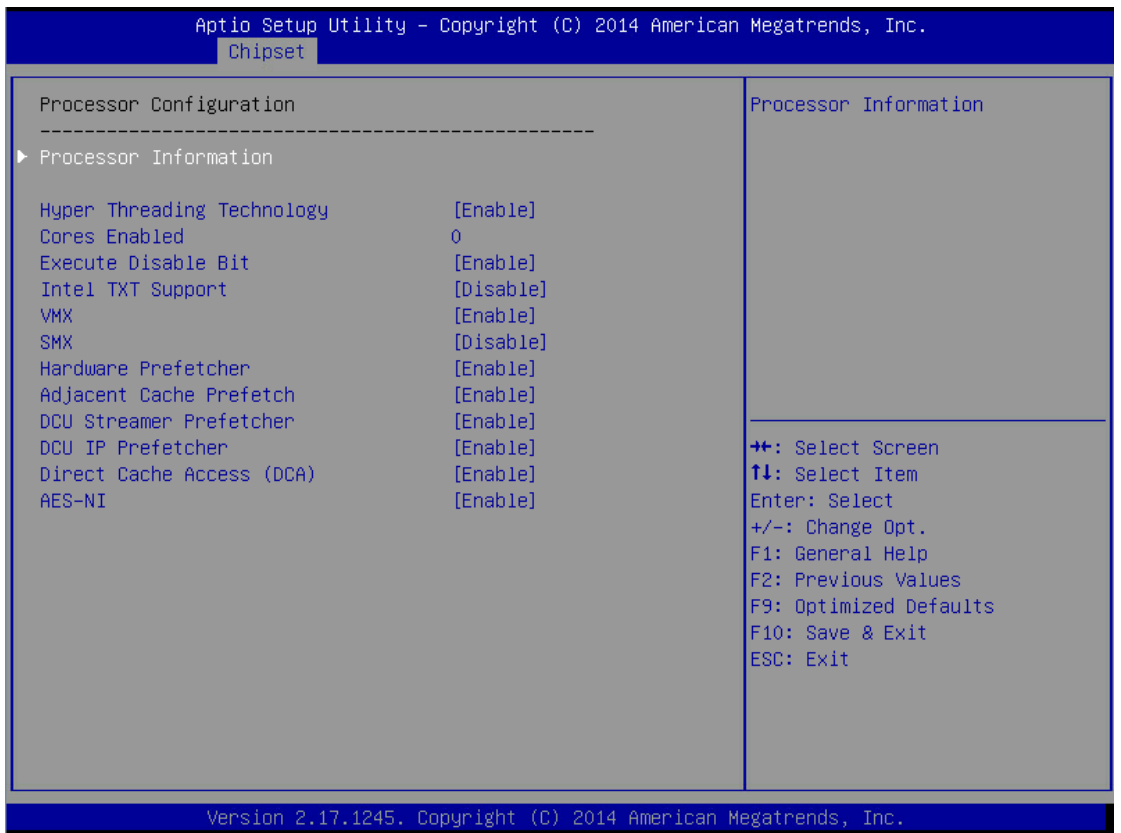 Aptio Setup Utility – Copyright (C) 2014 American Megatrends, Inc.
Chipset
Processor Configuration
--------------------------------------------------
Processor Information
Hyper Threading Technology [Enable]
Cores Enabled 0
Execute Disable Bit [Enable]
Intel TXT Support [Disable]
VMX [Enable]
SMX [Disable]
Hardware Prefetcher [Enable]
Adjacent Cache Prefetch [Enable]
DCU Streamer Prefetcher [Enable]
DCU IP Prefetcher [Enable]
Direct Cache Access (DCA) [Enable]
AES-NI [Enable]
Processor Information
→←: Select Screen
↑↓: Select Item
Enter: Select
+/-: Change Opt.
F1: General Help
F2: Previous Values
F9: Optimized Defaults
F10: Save & Exit
ESC: Exit
Version 2.17.1245. Copyright (C) 2014 American Megatrends, Inc.